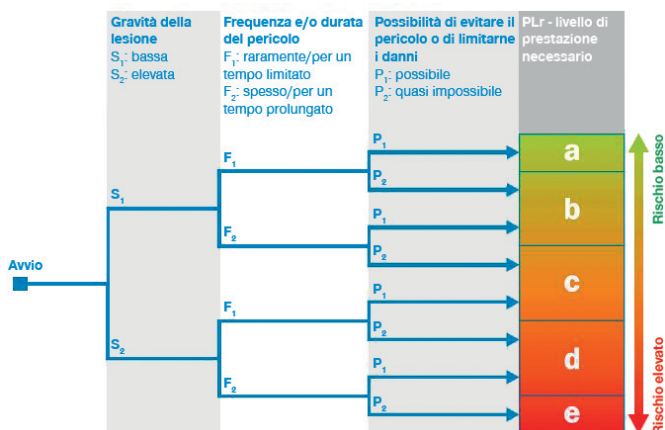 Gravità della
lesione
S1: bassa
S2: elevata
Frequenza e/o durata
del pericolo
F1: raramente/per un
tempo limitato
F2: spesso/per un
tempo prolungato
Possibilità di evitare il
pericolo o di limitarne
i danni
P1: possibile
P2: quasi impossibile
PLr - livello di
prestazione
necessario
Avvio
S1
S2
F1
F2
F1
F2
P1
P2
P1
P2
P1
P2
P1
P2
a
b
c
d
e
Rischio basso
Rischio elevato